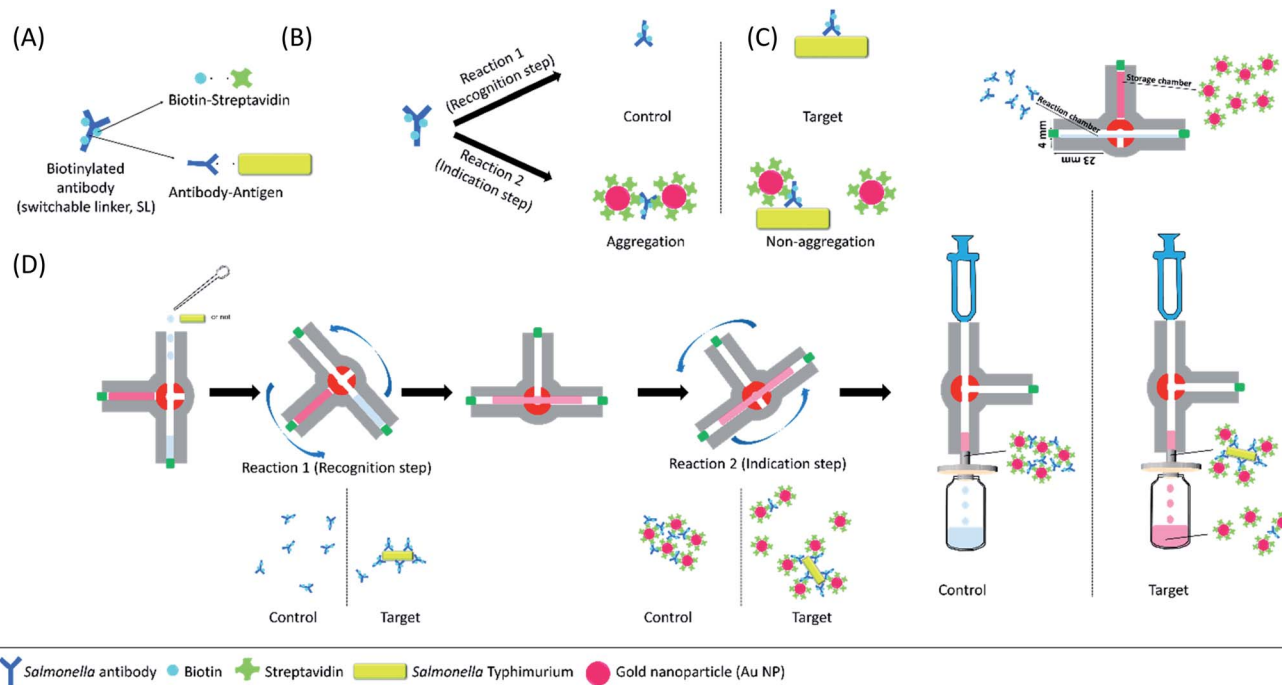 (A)
Biotin-Streptavidin
Biotinylated
antibody
(switchable linker, SL)
Antibody-Antigen
(B)
Reaction 1
(Recognition step)
Reaction 2
(Indication step)
Control
Target
Aggregation
Non-aggregation
(C)
Storage chamber
Reaction chamber
4 mm
23 mm
(D)
or not
Reaction 1 (Recognition step)
Control
Target
Reaction 2 (Indication step)
Control
Target
Control
Target
Salmonella antibody
Biotin
Streptavidin
Salmonella Typhimurium
Gold nanoparticle (Au NP)